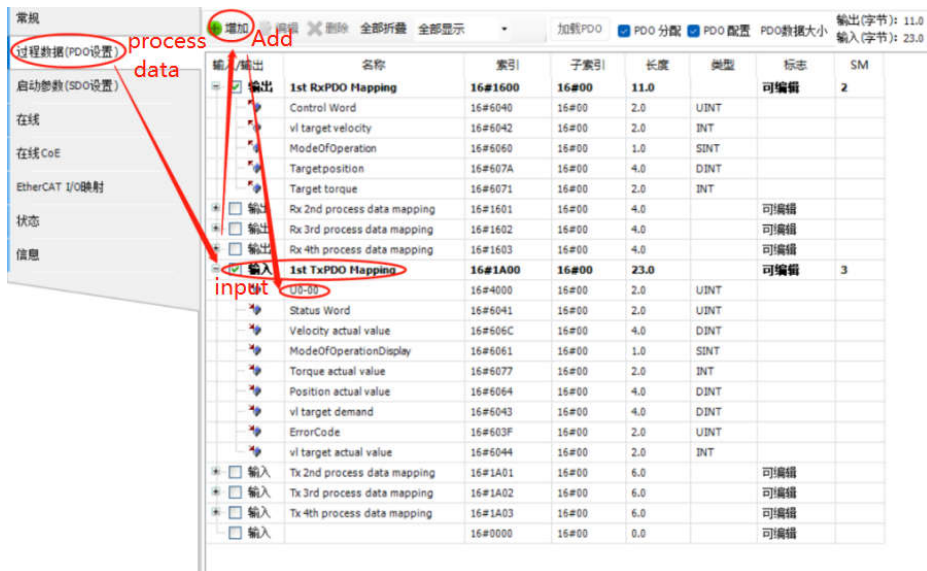 常规
过程数据(PDO设置)
启动参数(SDO设置)
在线
在线CoE
EtherCAT I/O映射
状态
信息
process
data
增加 编辑 删除 全部折叠 全部显示 加载PDO PDO 分配 PDO 配置 PDO数据大小 输出(字节): 11.0
输入(字节): 23.0
Add
输入/输出 名称 索引 子索引 长度 类型 标志 SM
输出 1st RxPDO Mapping 16#1600 16#00 11.0 可编辑 2
Control Word 16#6040 16#00 2.0 UINT
vl target velocity 16#6042 16#00 2.0 INT
ModeOfOperation 16#6060 16#00 1.0 SINT
Targetposition 16#607A 16#00 4.0 DINT
Target torque 16#6071 16#00 2.0 INT
输出 Rx 2nd process data mapping 16#1601 16#00 4.0 可编辑
输出 Rx 3rd process data mapping 16#1602 16#00 4.0 可编辑
输出 Rx 4th process data mapping 16#1603 16#00 4.0 可编辑
输入 1st TxPDO Mapping 16#1A00 16#00 23.0 可编辑 3
input
U0-00 16#4000 16#00 2.0 UINT
Status Word 16#6041 16#00 2.0 UINT
Velocity actual value 16#606C 16#00 4.0 DINT
ModeOfOperationDisplay 16#6061 16#00 1.0 SINT
Torque actual value 16#6077 16#00 2.0 INT
Position actual value 16#6064 16#00 4.0 DINT
vl target demand 16#6043 16#00 4.0 DINT
ErrorCode 16#603F 16#00 2.0 UINT
vl target actual value 16#6044 16#00 2.0 INT
输入 Tx 2nd process data mapping 16#1A01 16#00 6.0 可编辑
输入 Tx 3rd process data mapping 16#1A02 16#00 6.0 可编辑
输入 Tx 4th process data mapping 16#1A03 16#00 6.0 可编辑
输入 16#0000 16#00 0.0 可编辑